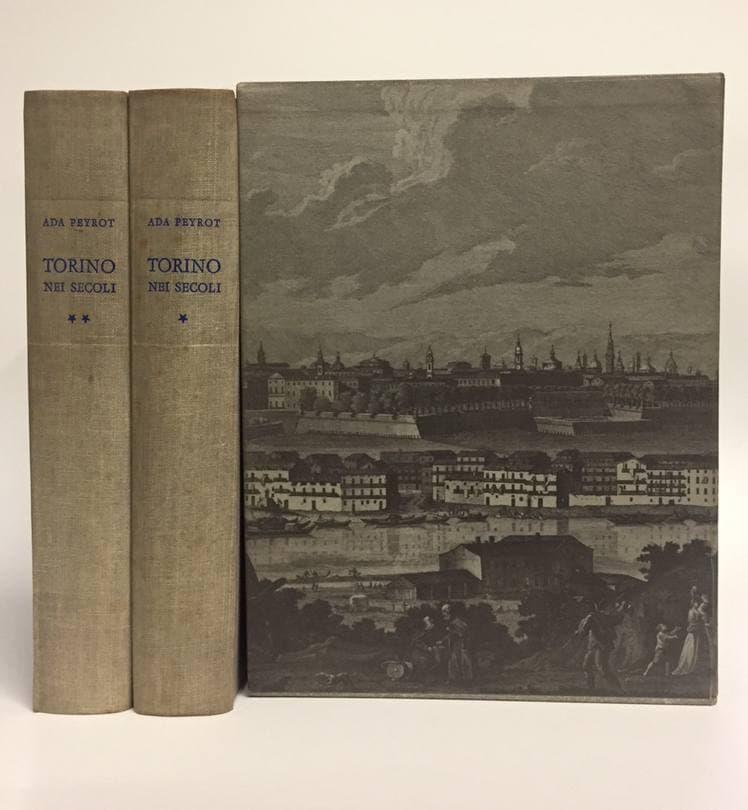 ADA PEYROT
TORINO
NEI SECOLI
**
ADA PEYROT
TORINO
NEI SECOLI
*